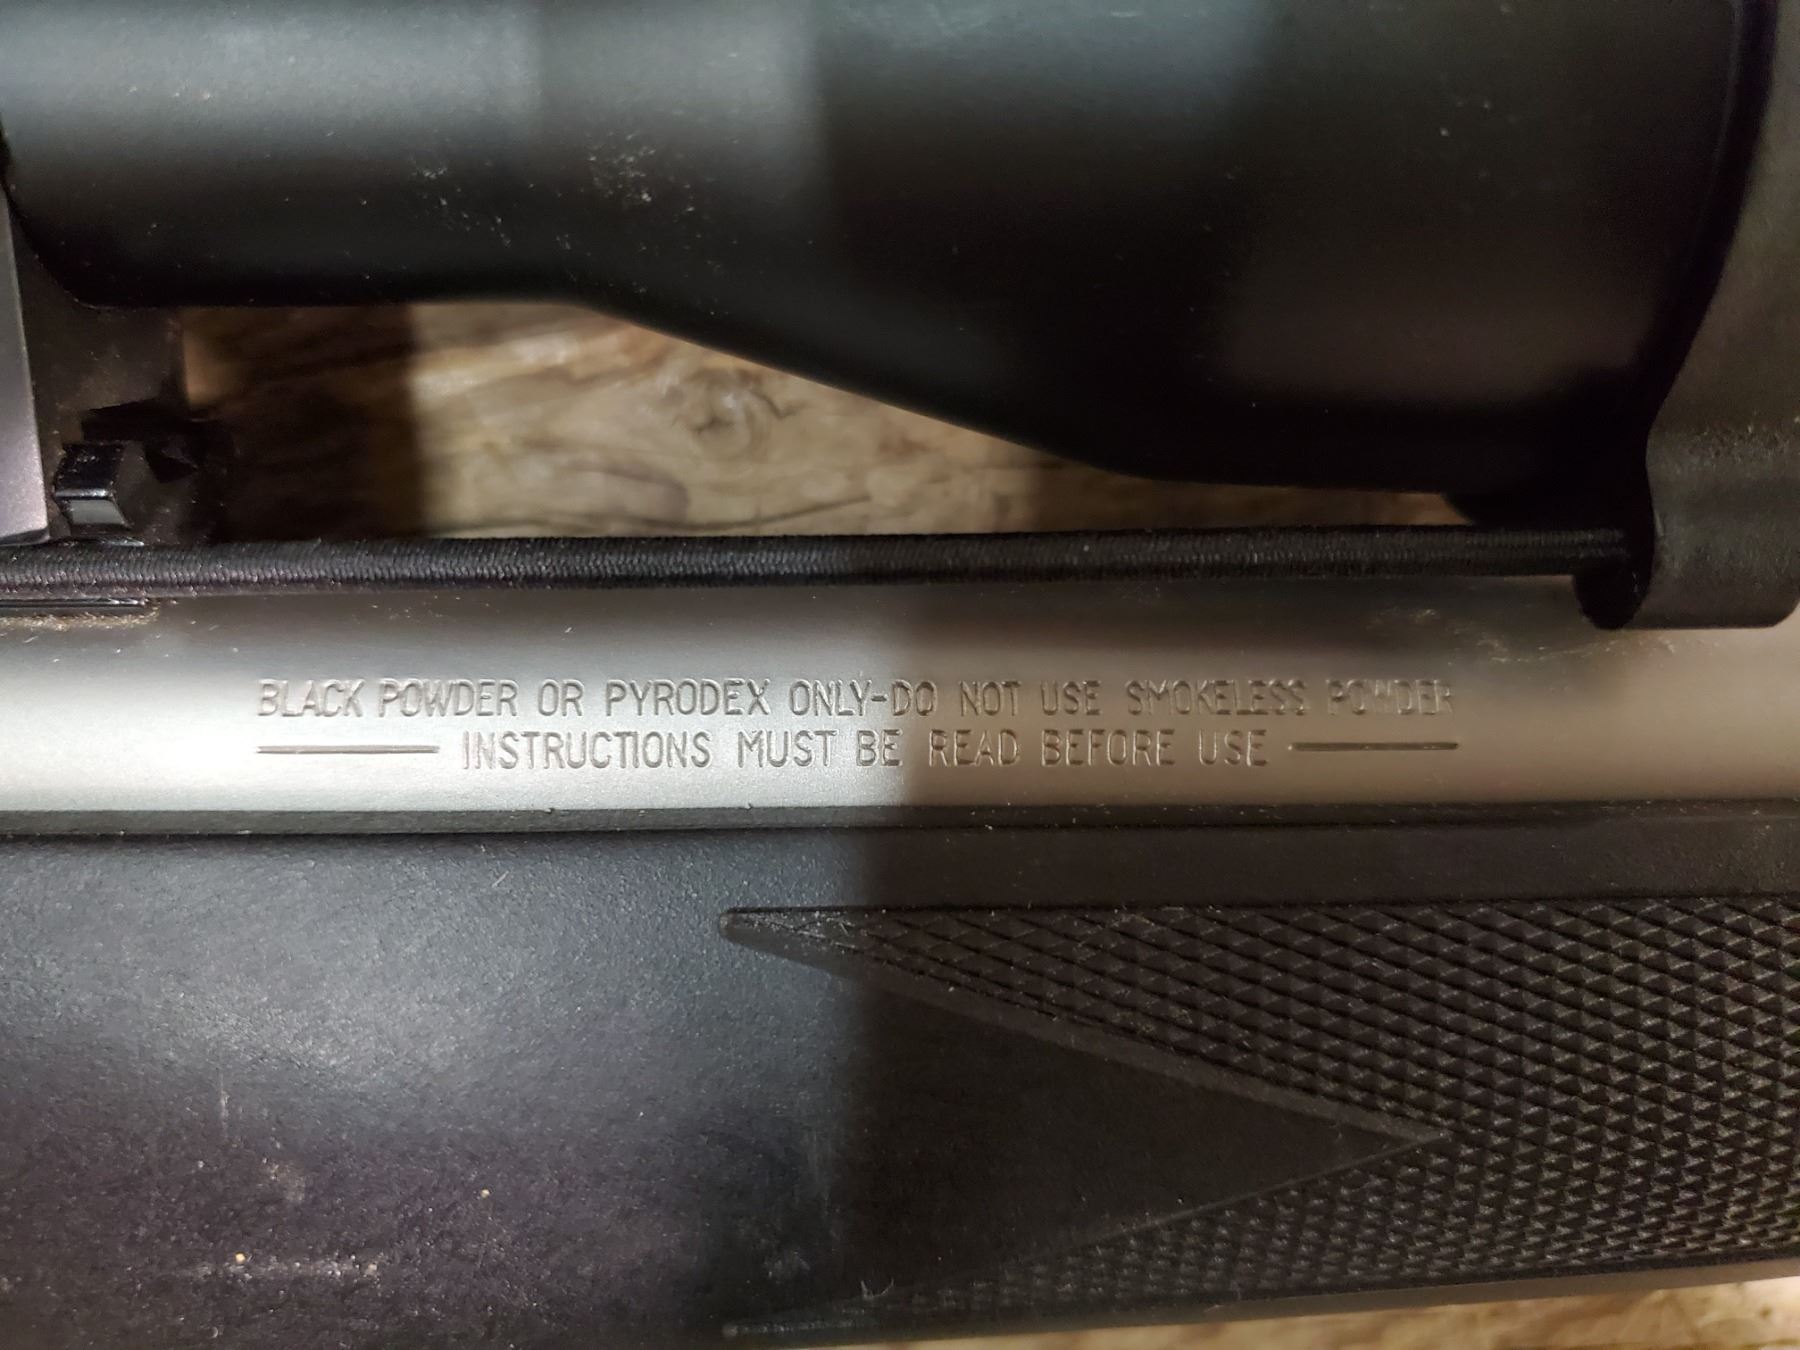 BLACK POWDER OR PYRODEX ONLY-DO NOT USE SMOKELESS POWDER
INSTRUCTIONS MUST BE READ BEFORE USE